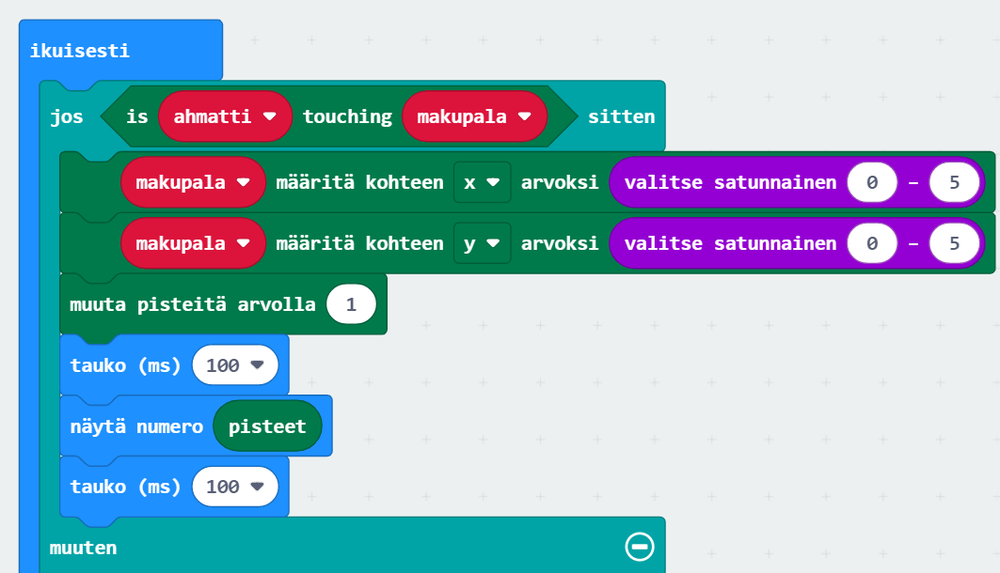 ikuisesti
jos is ahmatti touching makupala sitten
makupala määritä kohteen x arvoksi valitse satunnainen 0 – 5
makupala määritä kohteen y arvoksi valitse satunnainen 0 – 5
muuta pisteitä arvolla 1
tauko (ms) 100
näytä numero pisteet
tauko (ms) 100
muuten